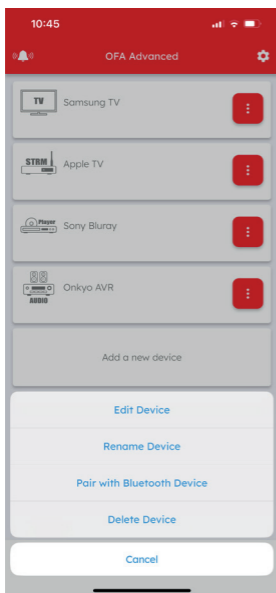 10:45
OFA Advanced
TV
Samsung TV
STRM
Apple TV
Player
Sony Bluray
88
AUDIO
Onkyo AVR
Add a new device
Edit Device
Rename Device
Pair with Bluetooth Device
Delete Device
Cancel